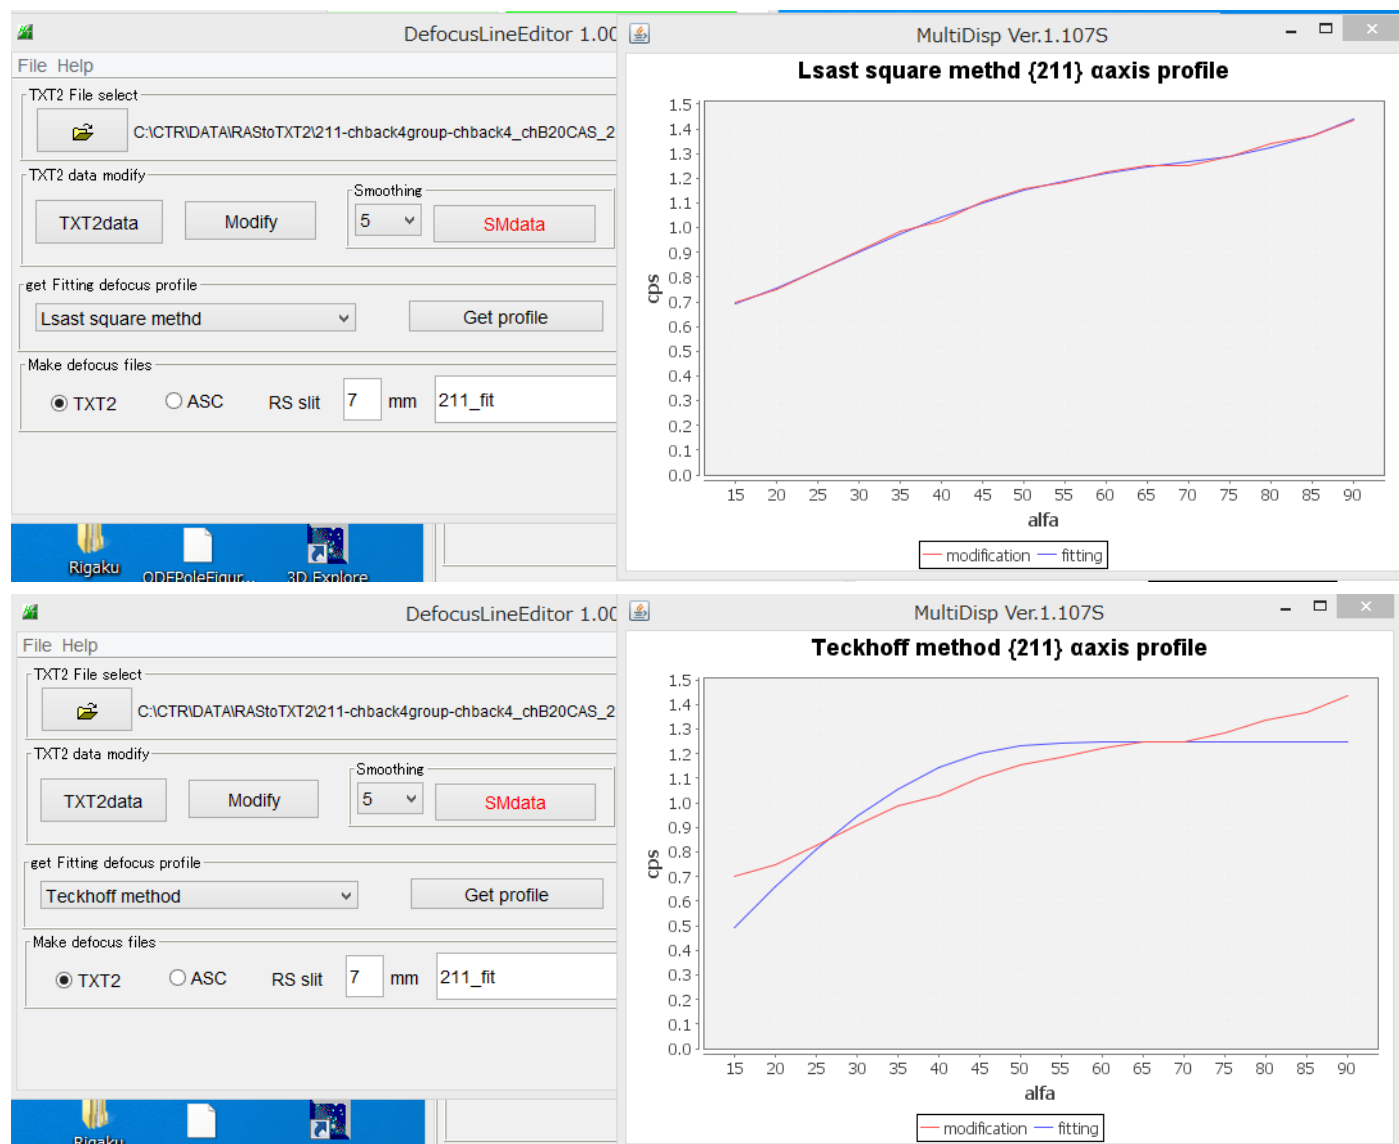 DefocusLineEditor 1.00
File Help
TXT2 File select
C:\CTR\DATA\RAStoTXT2\211-chback4group-chback4_chB20CAS_2
TXT2 data modify
TXT2data
Modify
Smoothing
5
SMdata
get Fitting defocus profile
Lsast square methd
Get profile
Make defocus files
TXT2
ASC
RS slit
7
mm
211_fit
Rigaku
ODFPoleFigur...
3D Explore
MultiDisp Ver.1.107S
Lsast square methd {211} αaxis profile
1.5
1.4
1.3
1.2
1.1
1.0
0.9
0.8
0.7
0.6
0.5
0.4
0.3
0.2
0.1
0.0
cps
15 20 25 30 35 40 45 50 55 60 65 70 75 80 85 90
alfa
modification fitting
DefocusLineEditor 1.00
File Help
TXT2 File select
C:\CTR\DATA\RAStoTXT2\211-chback4group-chback4_chB20CAS_2
TXT2 data modify
TXT2data
Modify
Smoothing
5
SMdata
get Fitting defocus profile
Teckhoff method
Get profile
Make defocus files
TXT2
ASC
RS slit
7
mm
211_fit
Rigaku
MultiDisp Ver.1.107S
Teckhoff method {211} αaxis profile
1.5
1.4
1.3
1.2
1.1
1.0
0.9
0.8
0.7
0.6
0.5
0.4
0.3
0.2
0.1
0.0
cps
15 20 25 30 35 40 45 50 55 60 65 70 75 80 85 90
alfa
modification fitting